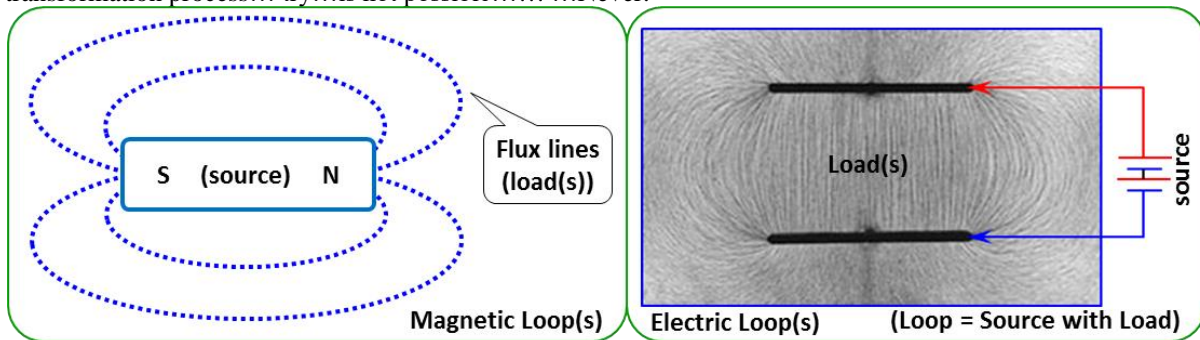 Flux lines
(load(s))
S (source) N
Magnetic Loop(s)
Load(s)
source
Electric Loop(s) (Loop = Source with Load)